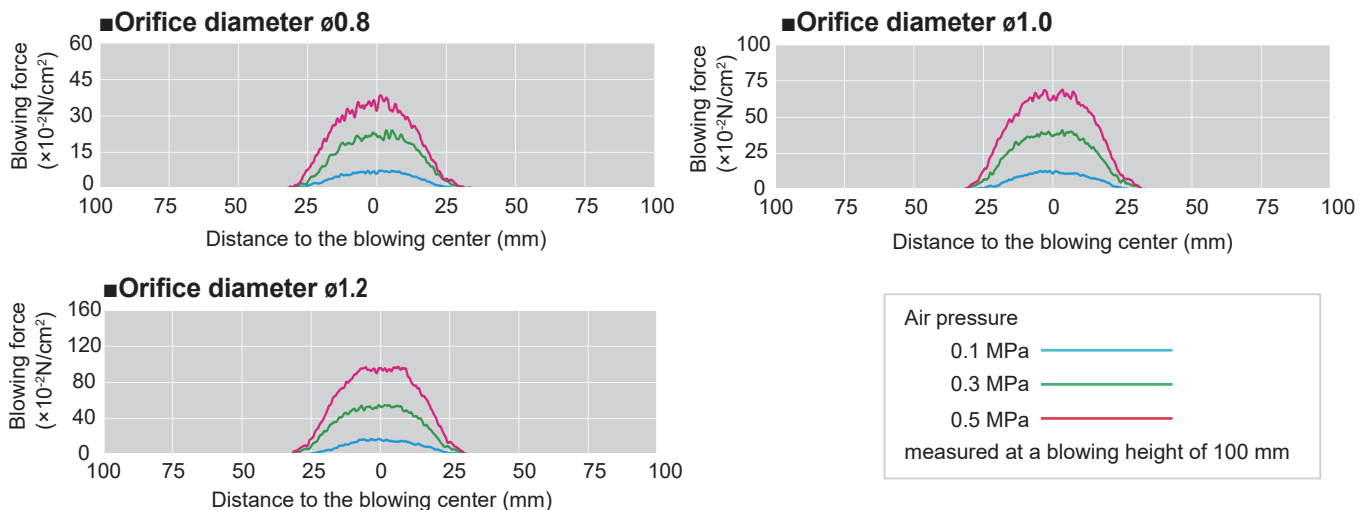 ■Orifice diameter ø0.8
Blowing force
(×10⁻²N/cm²)
60
45
30
15
0
100 75 50 25 0 25 50 75 100
Distance to the blowing center (mm)
■Orifice diameter ø1.0
Blowing force
(×10⁻²N/cm²)
100
75
50
25
0
100 75 50 25 0 25 50 75 100
Distance to the blowing center (mm)
■Orifice diameter ø1.2
Blowing force
(×10⁻²N/cm²)
160
120
80
40
0
100 75 50 25 0 25 50 75 100
Distance to the blowing center (mm)
Air pressure
0.1 MPa
0.3 MPa
0.5 MPa
measured at a blowing height of 100 mm